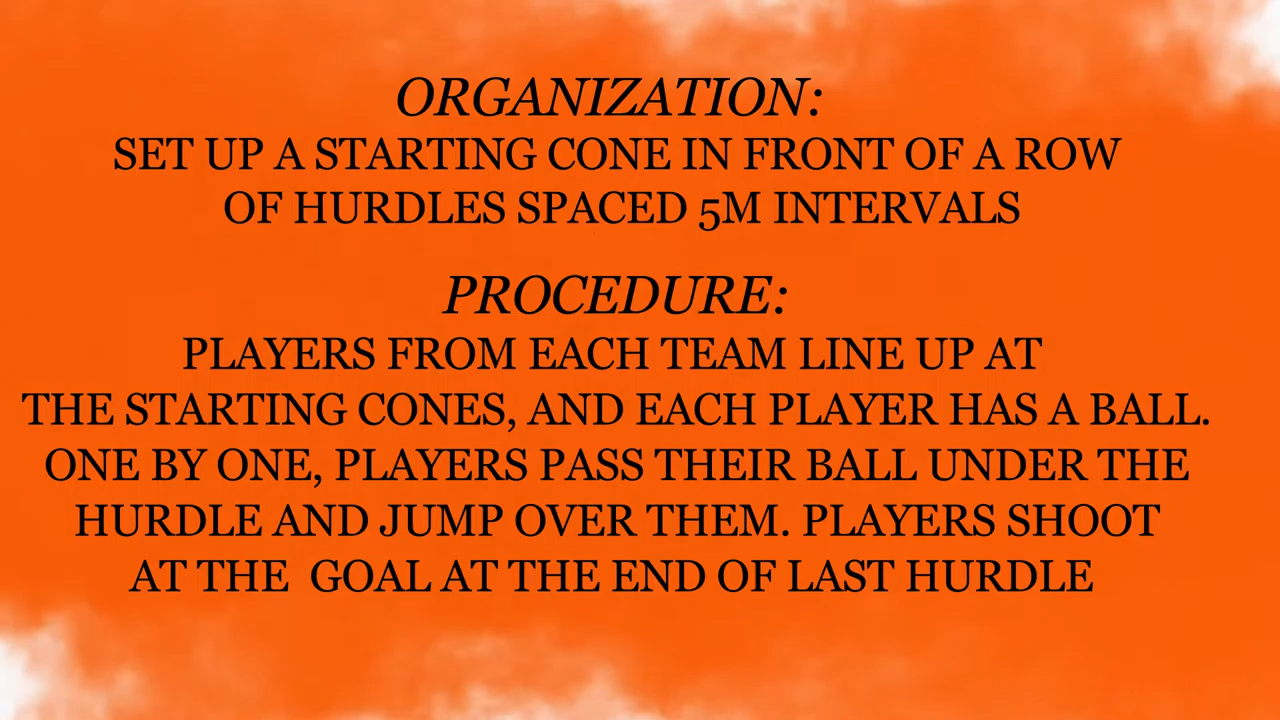 ORGANIZATION:
SET UP A STARTING CONE IN FRONT OF A ROW
OF HURDLES SPACED 5M INTERVALS
PROCEDURE:
PLAYERS FROM EACH TEAM LINE UP AT
THE STARTING CONES, AND EACH PLAYER HAS A BALL.
ONE BY ONE, PLAYERS PASS THEIR BALL UNDER THE
HURDLE AND JUMP OVER THEM. PLAYERS SHOOT
AT THE GOAL AT THE END OF LAST HURDLE